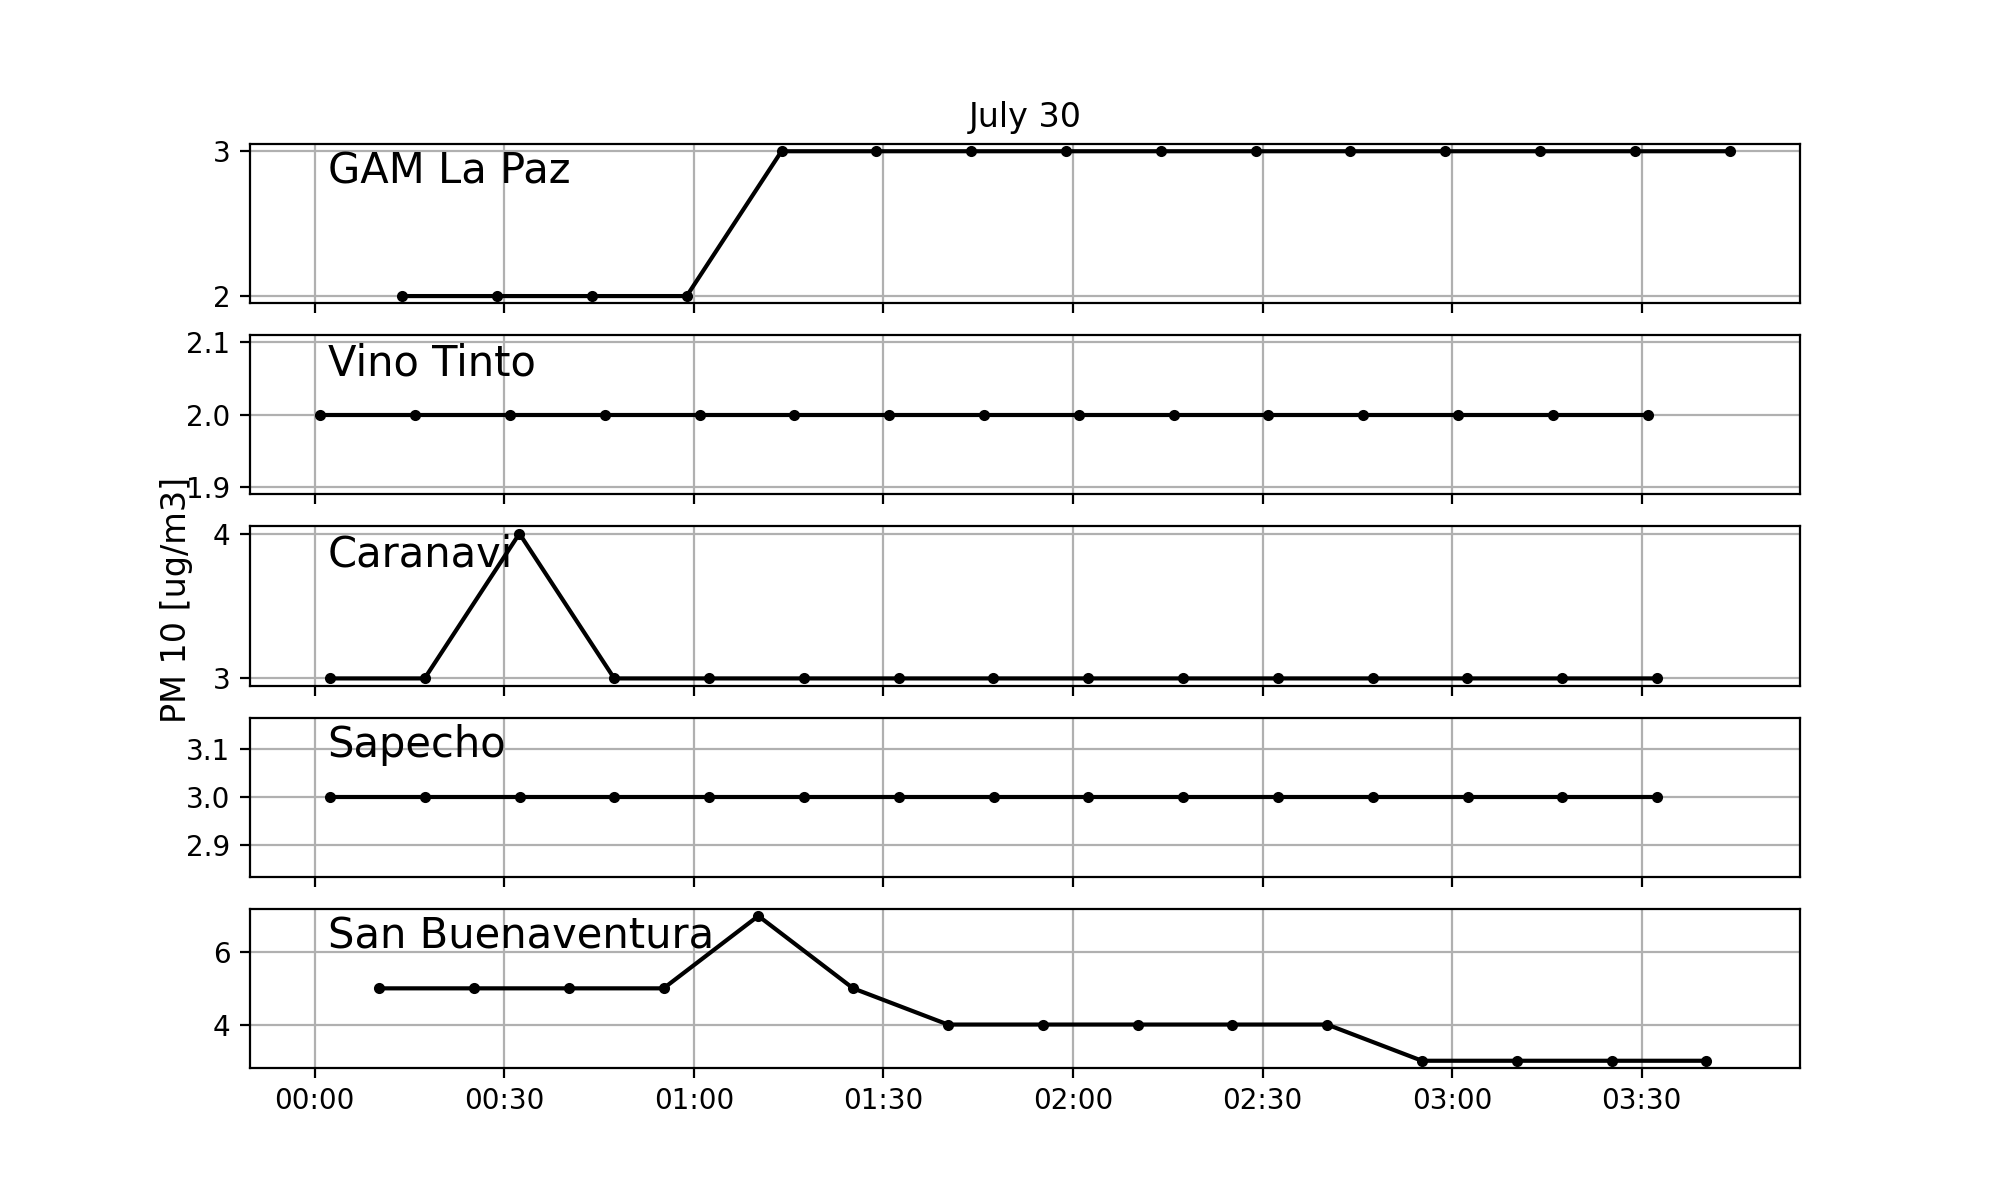 July 30
PM 10 [ug/m3]
GAM La Paz
3
2
Vino Tinto
2.1
2.0
1.9
Caranavi
4
3
Sapecho
3.1
3.0
2.9
San Buenaventura
6
4
00:00 00:30 01:00 01:30 02:00 02:30 03:00 03:30